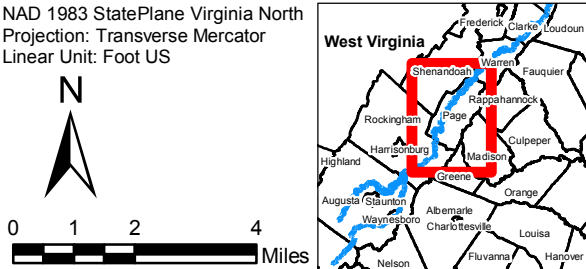 NAD 1983 StatePlane Virginia North
Projection: Transverse Mercator
Linear Unit: Foot US
N
0 1 2 4
Miles
Frederick
Clarke Loudoun
West Virginia
Warren
Shenandoah
Fauquier
Rappahannock
Page
Rockingham
Culpeper
Harrisonburg
Madison
Highland
Greene
Orange
Augusta Staunton
Albemarle
Waynesboro
Charlottesville
Louisa
Fluvanna Hanover
Nelson